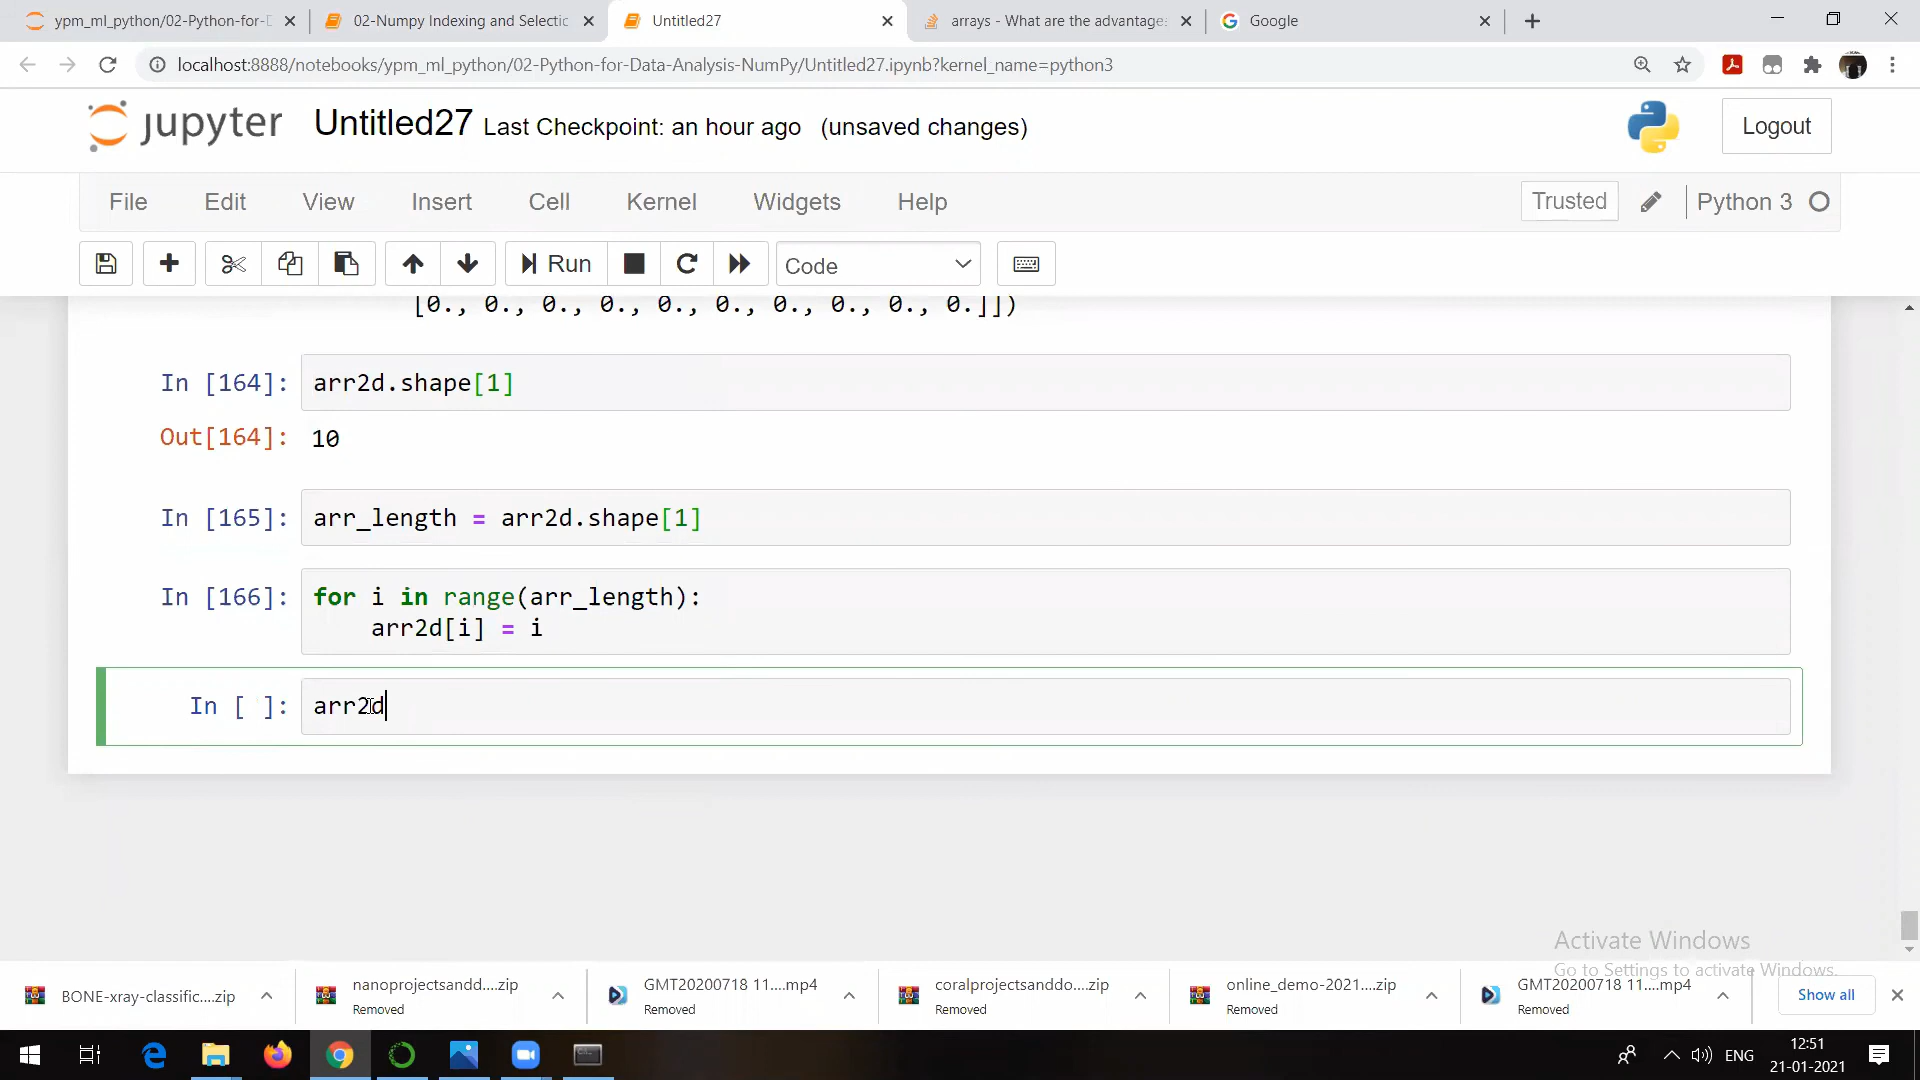 ypm_ml_python/02-Python-for-D
02-Numpy Indexing and Selectic
Untitled27
arrays - What are the advantages
Google
localhost:8888/notebooks/ypm_ml_python/02-Python-for-Data-Analysis-NumPy/Untitled27.ipynb?kernel_name=python3
jupyter Untitled27 Last Checkpoint: an hour ago (unsaved changes)
Logout
File Edit View Insert Cell Kernel Widgets Help
Trusted
Python 3
Run
Code
[0., 0., 0., 0., 0., 0., 0., 0., 0., 0.]])
In [164]: arr2d.shape[1]
Out[164]: 10
In [165]: arr_length = arr2d.shape[1]
In [166]: for i in range(arr_length):
arr2d[i] = i
In [ ]: arr2d
Activate Windows
Go to Settings to activate Windows.
BONE-xray-classific....zip
nanoprojectsandd....zip
Removed
GMT20200718 11....mp4
Removed
coralprojectsanddo....zip
Removed
online_demo-2021....zip
Removed
GMT20200718 11....mp4
Removed
Show all
ENG
12:51
21-01-2021